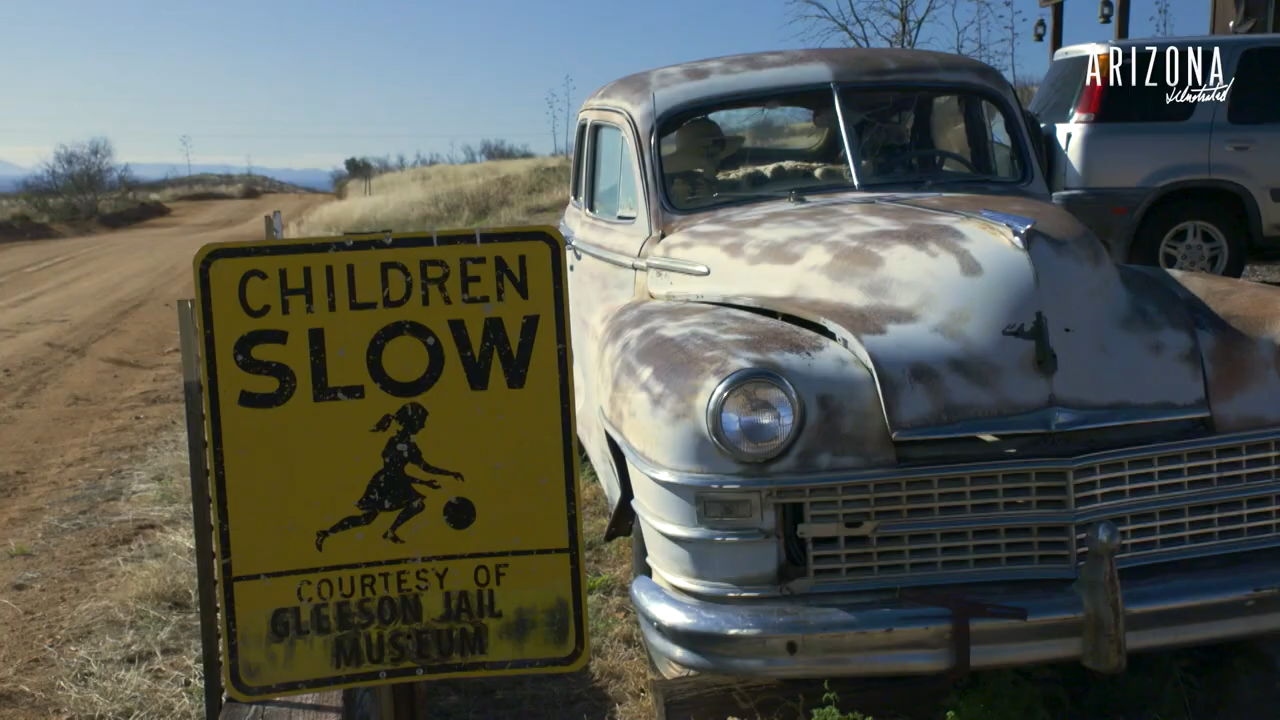 ARIZONA
Illustrated
CHILDREN
SLOW
COURTESY OF
GLEESON JAIL
MUSEUM